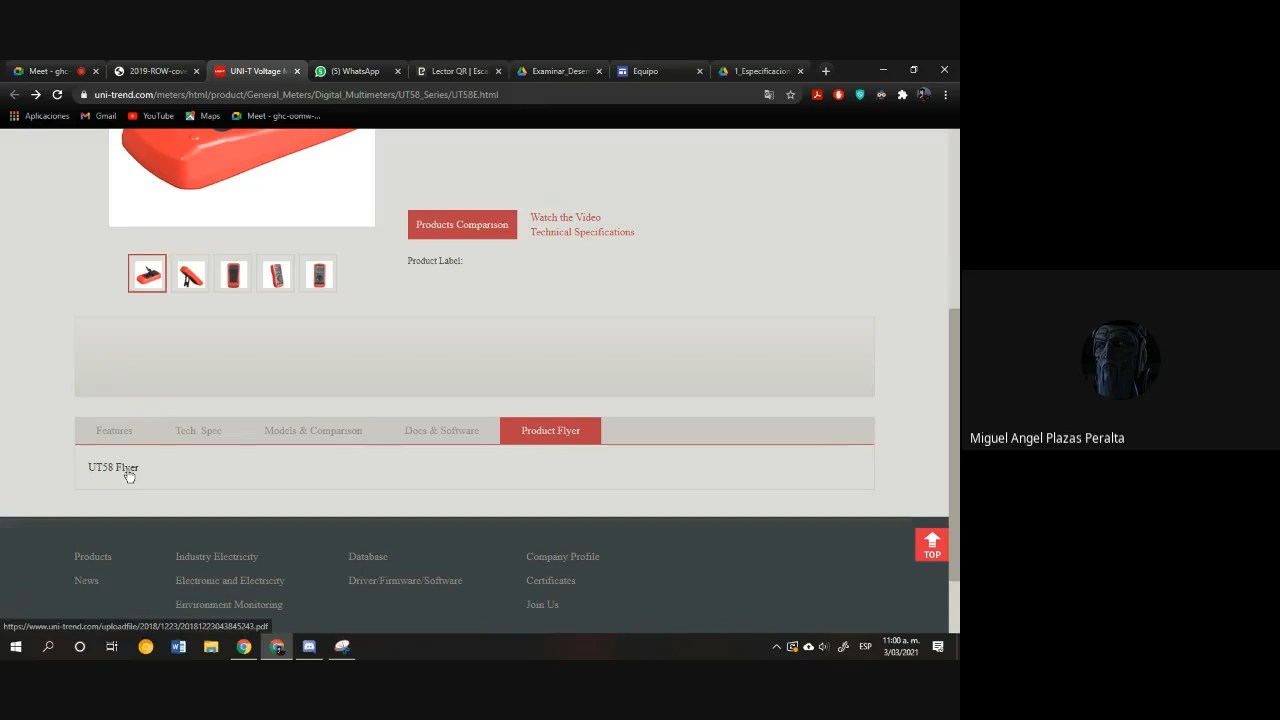 Meet - ghc-
2019-ROW-cov
UNI-T Voltage
(5) WhatsApp
Lector QR | Esca
Examinar_Deser
Equipo
1_Especificacion
uni-trend.com/meters/html/product/General_Meters/Digital_Multimeters/UT58_Series/UT58E.html
Aplicaciones
Gmail
YouTube
Maps
Meet - ghc-oomw-...
Products Comparison
Watch the Video
Technical Specifications
Product Label:
Features
Tech. Spec
Models & Comparison
Docs & Software
Product Flyer
UT58 Flyer
Miguel Angel Plazas Peralta
TOP
Products
Industry Electricity
Database
Company Profile
News
Electronic and Electricity
Driver/Firmware/Software
Certificates
Environment Monitoring
Join Us
https://www.uni-trend.com/uploadfile/2018/1223/20181223043845243.pdf
ESP
11:00 a. m.
3/03/2021